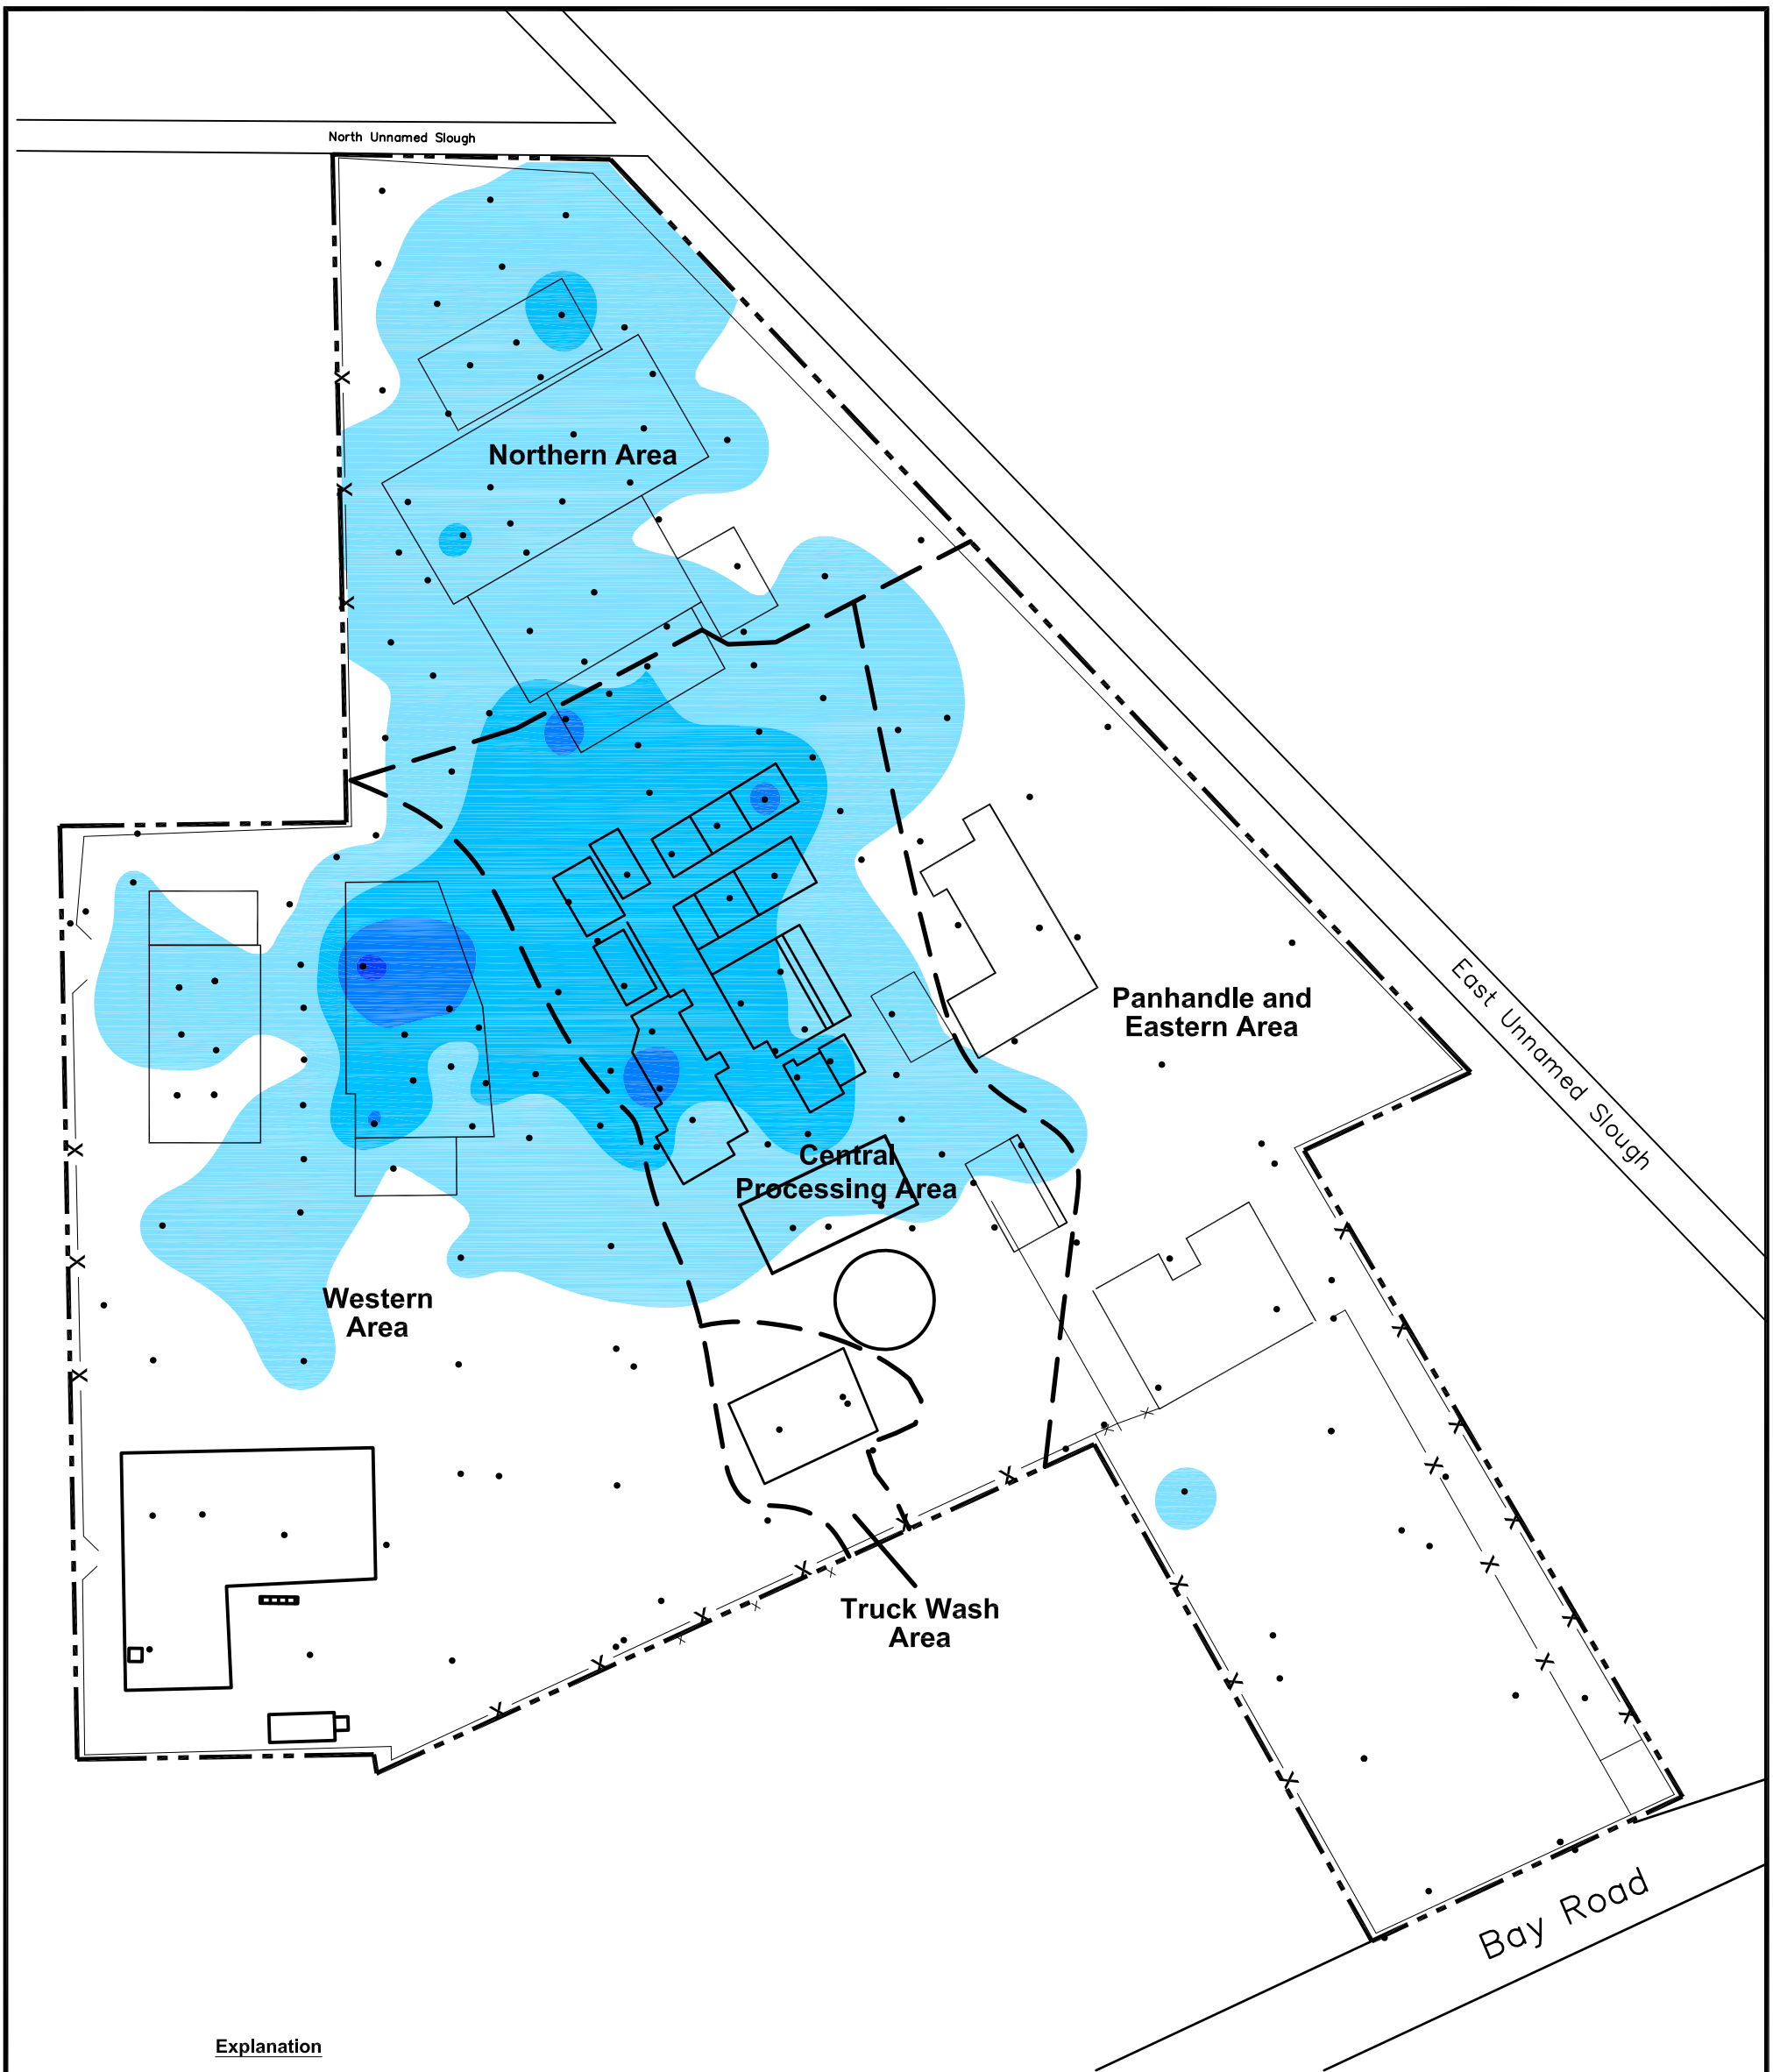 North Unnamed Slough
Northern Area
Panhandle and
Eastern Area
East Unnamed Slough
Central
Processing Area
Western
Area
Truck Wash
Area
Bay Road
Explanation